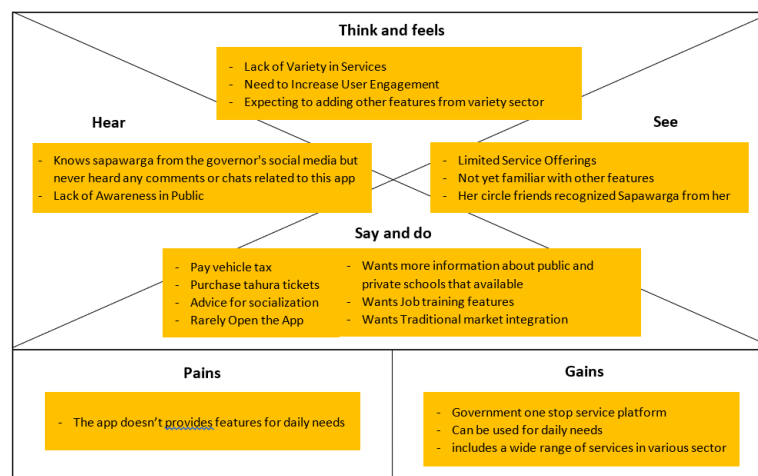 Think and feels
- Lack of Variety in Services
- Need to Increase User Engagement
- Expecting to adding other features from variety sector
Hear
- Knows sapawarga from the governor's social media but
never heard any comments or chats related to this app
- Lack of Awareness in Public
See
- Limited Service Offerings
- Not yet familiar with other features
- Her circle friends recognized Sapawarga from her
Say and do
- Pay vehicle tax
- Purchase tahura tickets
- Advice for socialization
- Rarely Open the App
- Wants more information about public and
private schools that available
- Wants Job training features
- Wants Traditional market integration
Pains
- The app doesn't provides features for daily needs
Gains
- Government one stop service platform
- Can be used for daily needs
- includes a wide range of services in various sector